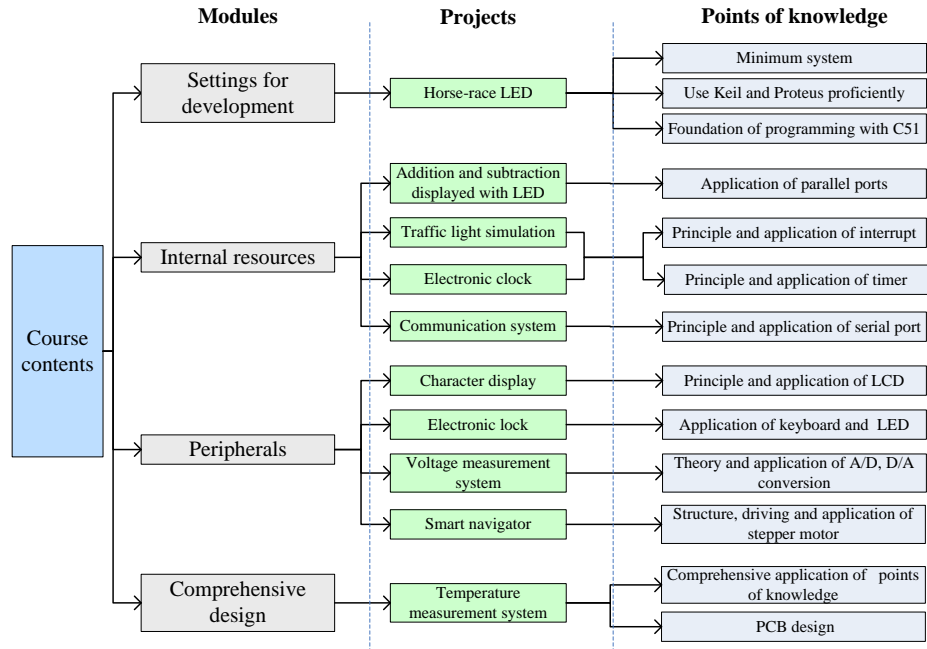 Modules
Projects
Points of knowledge
Course
contents
Settings for
development
Horse-race LED
Minimum system
Use Keil and Proteus proficiently
Foundation of programming with C51
Internal resources
Addition and subtraction
displayed with LED
Application of parallel ports
Traffic light simulation
Principle and application of interrupt
Electronic clock
Principle and application of timer
Communication system
Principle and application of serial port
Peripherals
Character display
Principle and application of LCD
Electronic lock
Application of keyboard and LED
Voltage measurement
system
Theory and application of A/D, D/A
conversion
Smart navigator
Structure, driving and application of
stepper motor
Comprehensive
design
Temperature
measurement system
Comprehensive application of points
of knowledge
PCB design